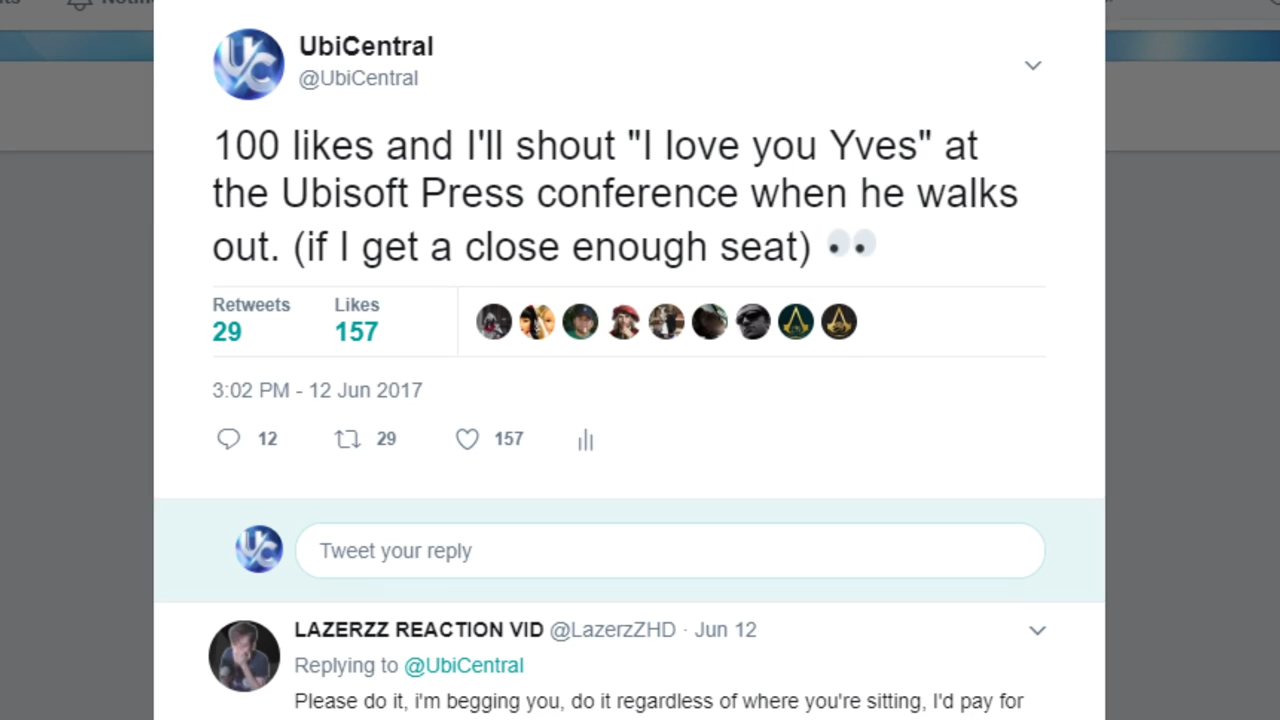 UbiCentral
@UbiCentral
100 likes and I'll shout "I love you Yves" at
the Ubisoft Press conference when he walks
out. (if I get a close enough seat) 👀
Retweets Likes
29 157
3:02 PM - 12 Jun 2017
12 29 157
Tweet your reply
LAZERZZ REACTION VID @LazerzZHD · Jun 12
Replying to @UbiCentral
Please do it, i'm begging you, do it regardless of where you're sitting, I'd pay for